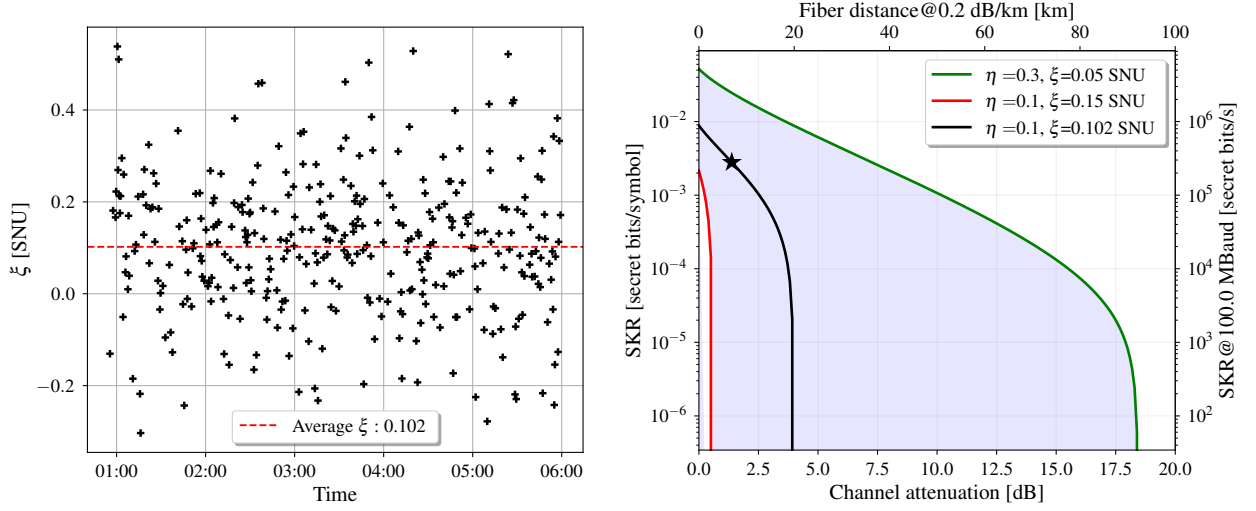 0.4
0.2
0.0
−0.2
ξ [SNU]
Average ξ : 0.102
01:00 02:00 03:00 04:00 05:00 06:00
Time
Fiber distance@0.2 dB/km [km]
0 20 40 60 80 100
η =0.3, ξ=0.05 SNU
η =0.1, ξ=0.15 SNU
η =0.1, ξ=0.102 SNU
10⁻²
10⁻³
10⁻⁴
10⁻⁵
10⁻⁶
SKR [secret bits/symbol]
10⁶
10⁵
10⁴
10³
10²
SKR@100.0 MBaud [secret bits/s]
0.0 2.5 5.0 7.5 10.0 12.5 15.0 17.5 20.0
Channel attenuation [dB]